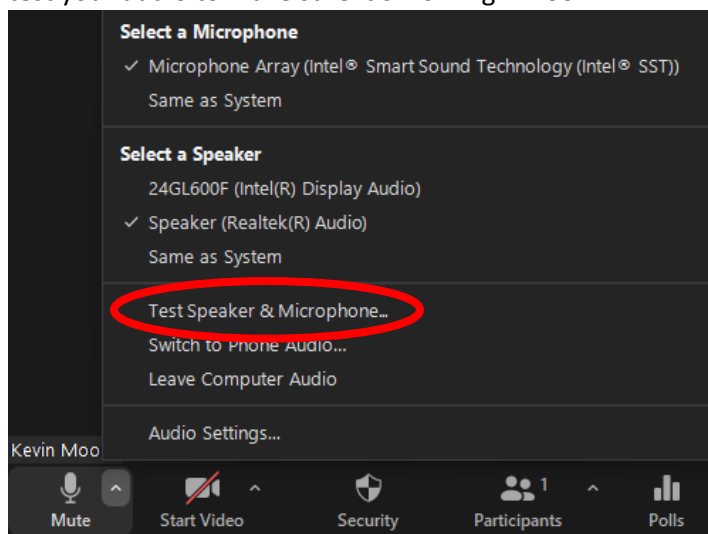 Select a Microphone
✓ Microphone Array (Intel® Smart Sound Technology (Intel® SST))
Same as System
Select a Speaker
24GL600F (Intel(R) Display Audio)
✓ Speaker (Realtek(R) Audio)
Same as System
Test Speaker & Microphone...
Switch to Phone Audio...
Leave Computer Audio
Audio Settings...
Kevin Moo
1
Mute Start Video Security Participants Polls